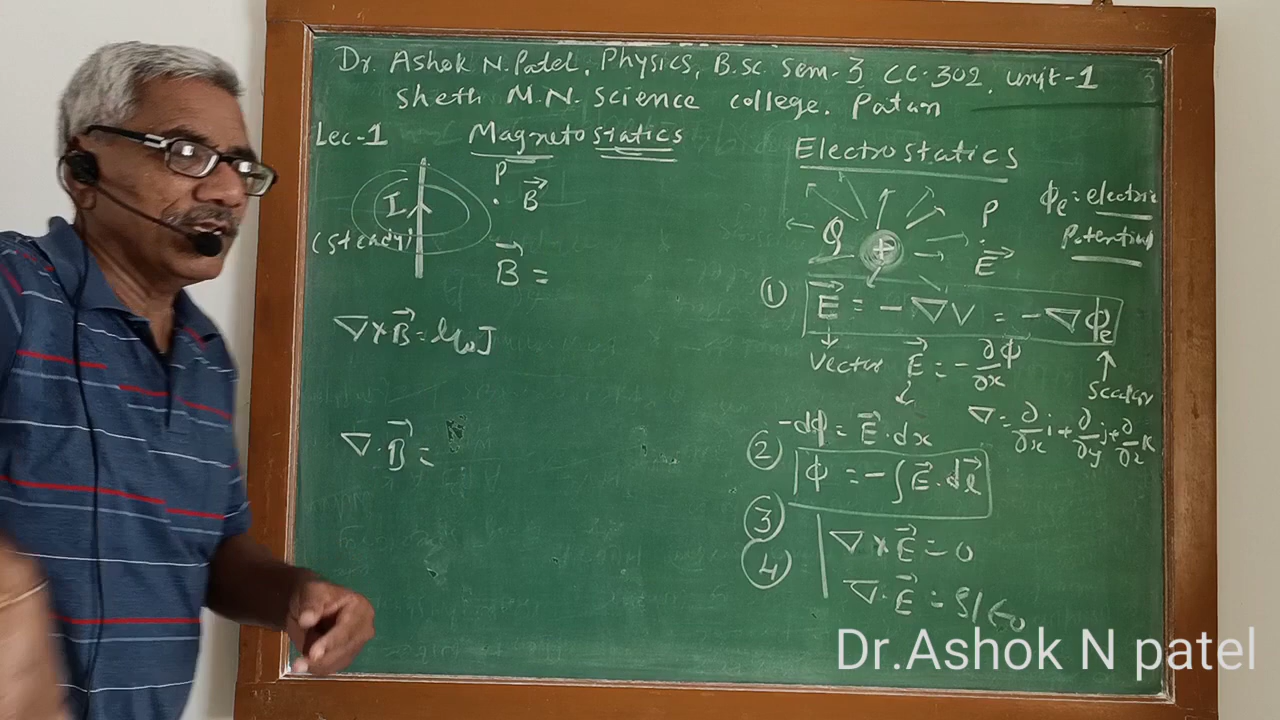 Dr. Ashok N. Patel, Physics, B.Sc. Sem-3 CC-302, Unit-1
Sheth M.N. Science College. Patan
Lec-1 Magnetostatics
P
. B⃗
I
(Steady)
B⃗ =
∇×B⃗ = μ₀J
∇·B⃗ =
Electrostatics
Q + P
E⃗
ϕe: electric
Potential
① E⃗ = -∇V = -∇ϕe
Vector E⃗ = -∂ϕ/∂x
Scalar
∇ = ∂/∂x i + ∂/∂y j + ∂/∂z k
-dϕ = E⃗·dx
② ϕ = -∫E⃗·dl⃗
③ ∇×E⃗ = 0
④ ∇·E⃗ = ρ/ε₀
Dr.Ashok N patel